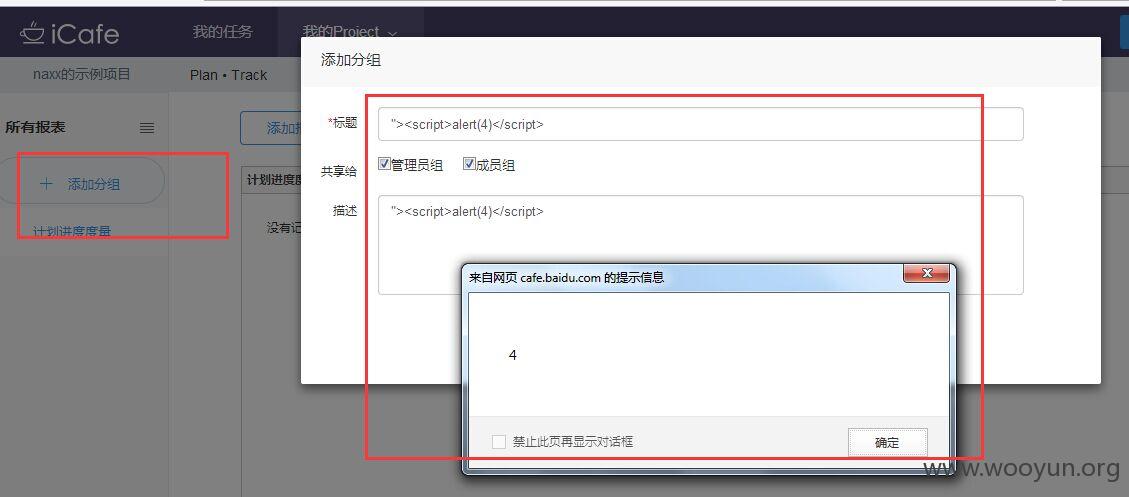 iCafe 我的任务 我的Project
naxx的示例项目 Plan • Track
添加分组
所有报表
*标题 "><script>alert(4)</script>
添加
共享给 管理员组 成员组
+ 添加分组
计划进度
描述 "><script>alert(4)</script>
计划进度度量
没有记
来自网页 cafe.baidu.com 的提示信息
4
禁止此页再显示对话框
确定
www.wooyun.org